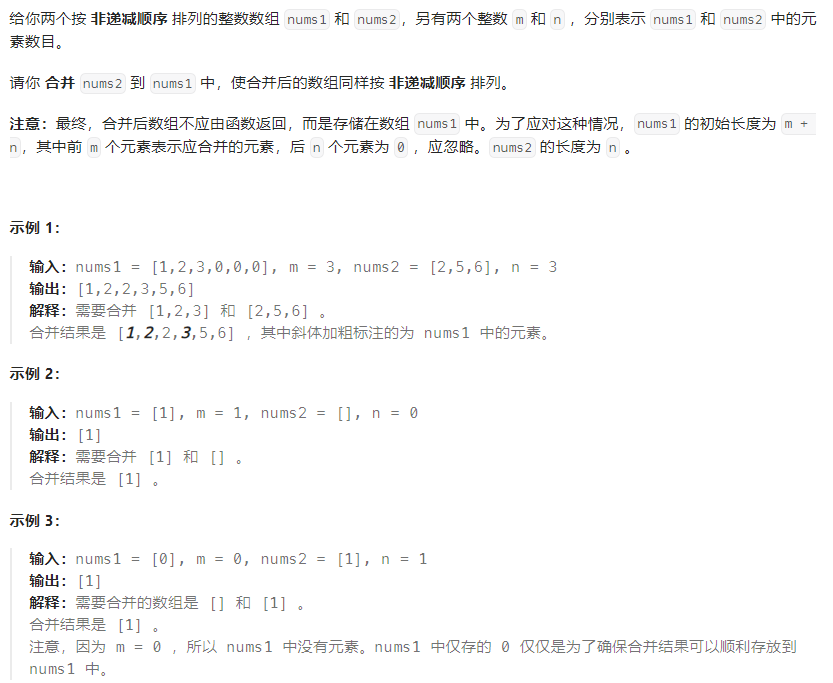 给你两个按 非递减顺序 排列的整数数组 nums1 和 nums2，另有两个整数 m 和 n ，分别表示 nums1 和 nums2 中的元
素数目。
请你 合并 nums2 到 nums1 中，使合并后的数组同样按 非递减顺序 排列。
注意：最终，合并后数组不应由函数返回，而是存储在数组 nums1 中。为了应对这种情况，nums1 的初始长度为 m +
n，其中前 m 个元素表示应合并的元素，后 n 个元素为 0 ，应忽略。nums2 的长度为 n 。
示例 1：
输入：nums1 = [1,2,3,0,0,0], m = 3, nums2 = [2,5,6], n = 3
输出：[1,2,2,3,5,6]
解释：需要合并 [1,2,3] 和 [2,5,6] 。
合并结果是 [1,2,2,3,5,6] ，其中斜体加粗标注的为 nums1 中的元素。
示例 2：
输入：nums1 = [1], m = 1, nums2 = [], n = 0
输出：[1]
解释：需要合并 [1] 和 [] 。
合并结果是 [1] 。
示例 3：
输入：nums1 = [0], m = 0, nums2 = [1], n = 1
输出：[1]
解释：需要合并的数组是 [] 和 [1] 。
合并结果是 [1] 。
注意，因为 m = 0 ，所以 nums1 中没有元素。nums1 中仅存的 0 仅仅是为了确保合并结果可以顺利存放到
nums1 中。